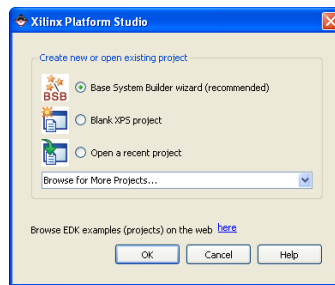 Xilinx Platform Studio
Create new or open existing project
BSB
Base System Builder wizard (recommended)
Blank XPS project
Open a recent project
Browse for More Projects...
Browse EDK examples (projects) on the web here
OK Cancel Help